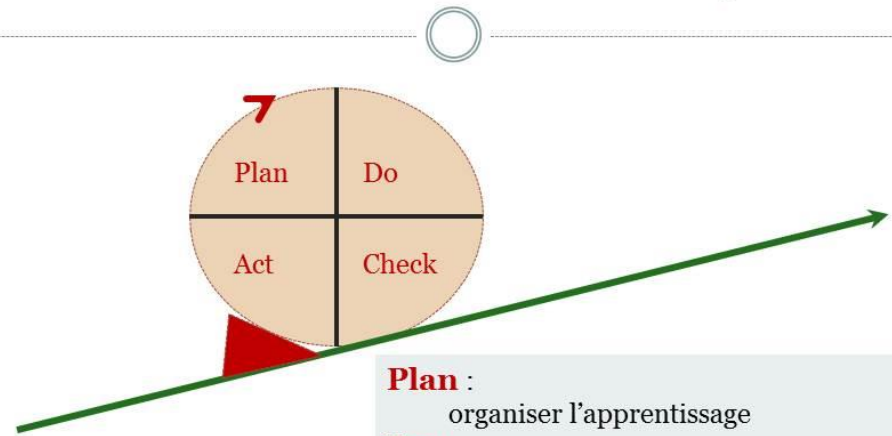 Plan
Do
Act
Check
Plan :
organiser l’apprentissage